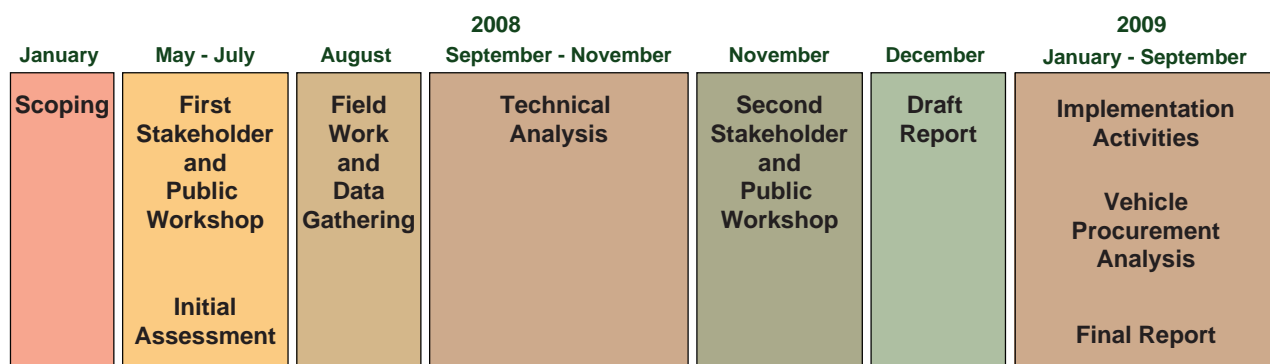 2008
2009
January
May - July
August
September - November
November
December
January - September
Scoping
First
Stakeholder
and
Public
Workshop
Initial
Assessment
Field
Work
and
Data
Gathering
Technical
Analysis
Second
Stakeholder
and
Public
Workshop
Draft
Report
Implementation
Activities
Vehicle
Procurement
Analysis
Final Report